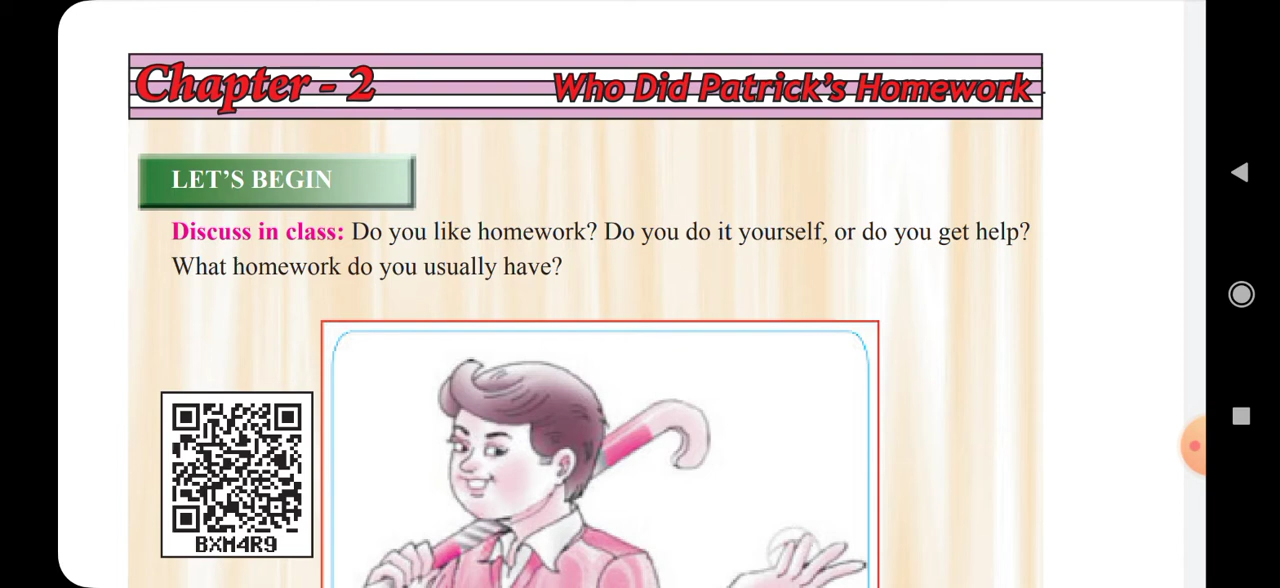 Chapter - 2
Who Did Patrick's Homework
LET'S BEGIN
Discuss in class: Do you like homework? Do you do it yourself, or do you get help?
What homework do you usually have?
BXM4R9